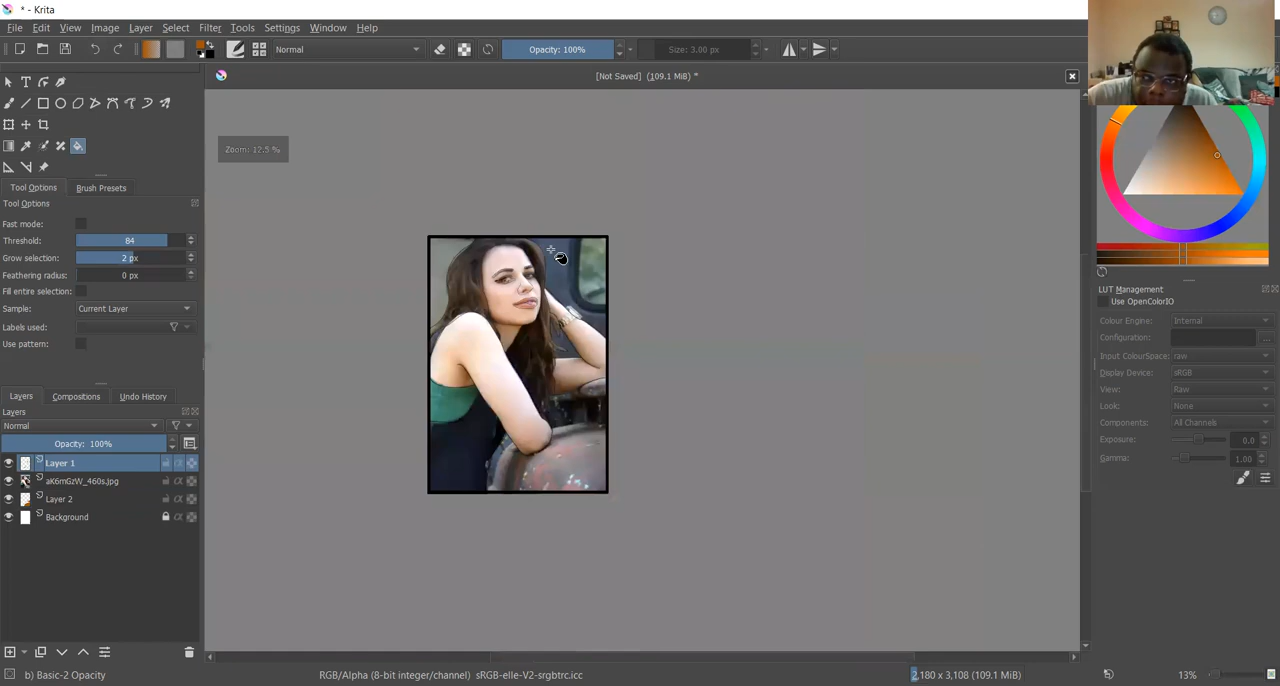 * - Krita
File Edit View Image Layer Select Filter Tools Settings Window Help
Normal Opacity: 100% Size: 3.00 px
[Not Saved] (109.1 MiB) *
Zoom: 12.5 %
Tool Options Brush Presets
Tool Options
Fast mode:
Threshold: 84
Grow selection: 2 px
Feathering radius: 0 px
Fill entire selection:
Sample: Current Layer
Labels used:
Use pattern:
Layers Compositions Undo History
Layers
Normal
Opacity: 100%
Layer 1
aK6mGzW_460s.jpg
Layer 2
Background
LUT Management
Use OpenColorIO
Colour Engine: Internal
Configuration: ...
Input ColourSpace: raw
Display Device: sRGB
View: Raw
Look: None
Components: All Channels
Exposure: 0.0
Gamma: 1.00
b) Basic-2 Opacity RGB/Alpha (8-bit integer/channel) sRGB-elle-V2-srgbtrc.icc 2,180 x 3,108 (109.1 MiB) 13%